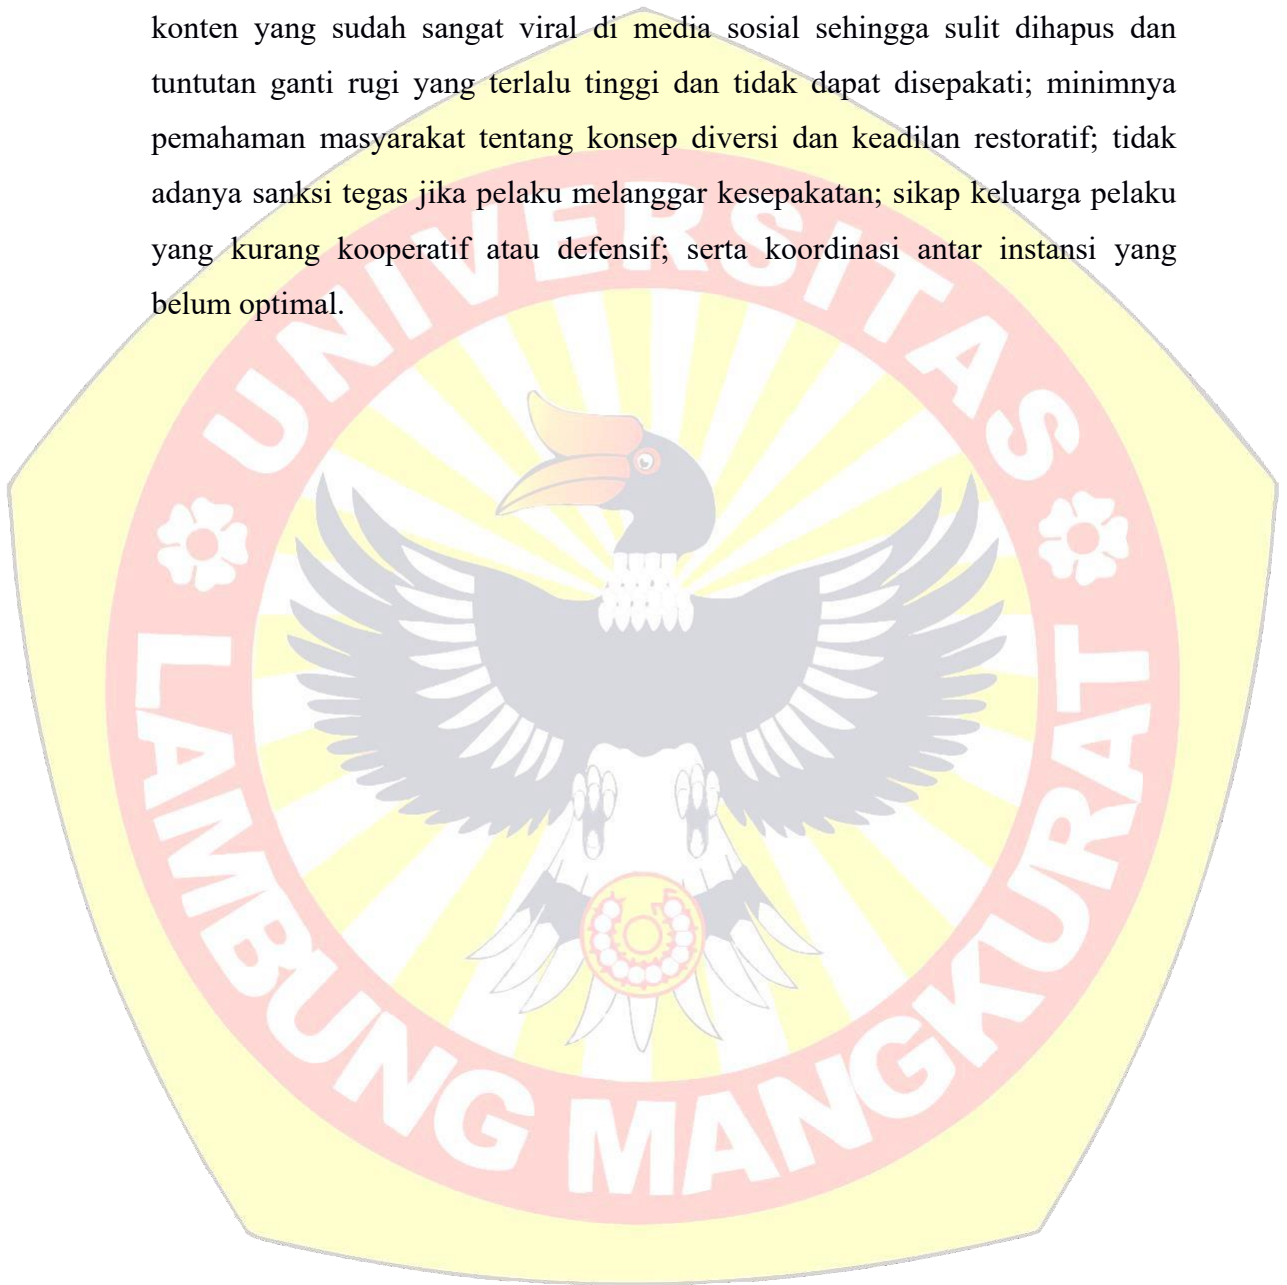 konten yang sudah sangat viral di media sosial sehingga sulit dihapus dan
tuntutan ganti rugi yang terlalu tinggi dan tidak dapat disepakati; minimnya
pemahaman masyarakat tentang konsep diversi dan keadilan restoratif; tidak
adanya sanksi tegas jika pelaku melanggar kesepakatan; sikap keluarga pelaku
yang kurang kooperatif atau defensif; serta koordinasi antar instansi yang
belum optimal.
UNIVERSITAS
LAMBUNG MANGKURAT